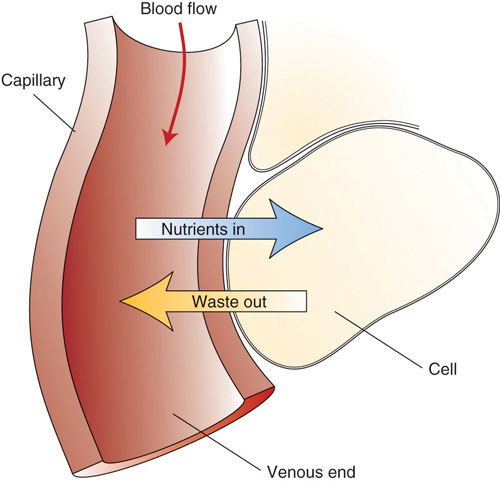 Blood flow
Capillary
Nutrients in
Waste out
Cell
Venous end